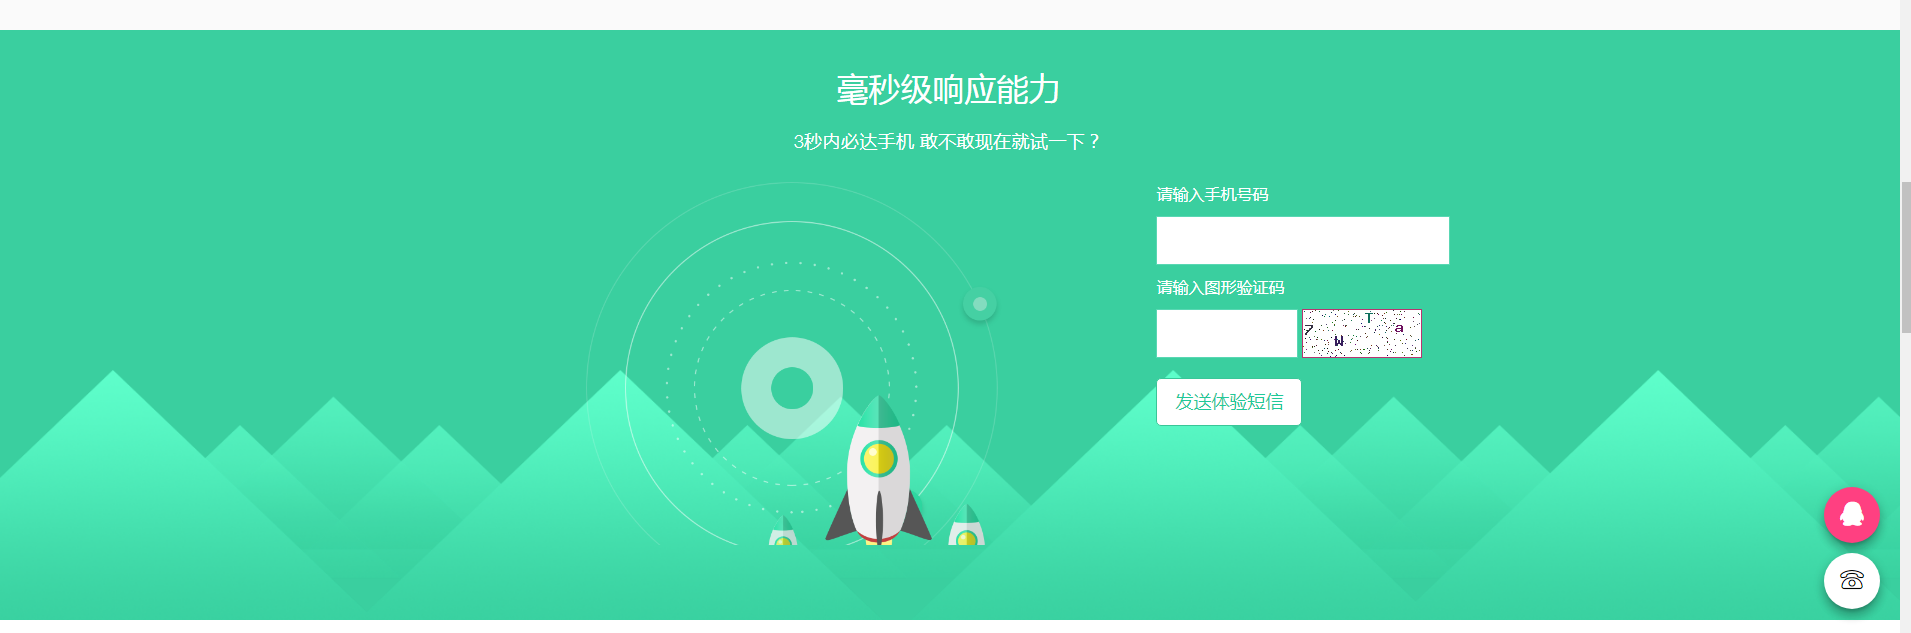 毫秒级响应能力
3秒内必达手机 敢不敢现在就试一下？
请输入手机号码
请输入图形验证码
7WTa
发送体验短信